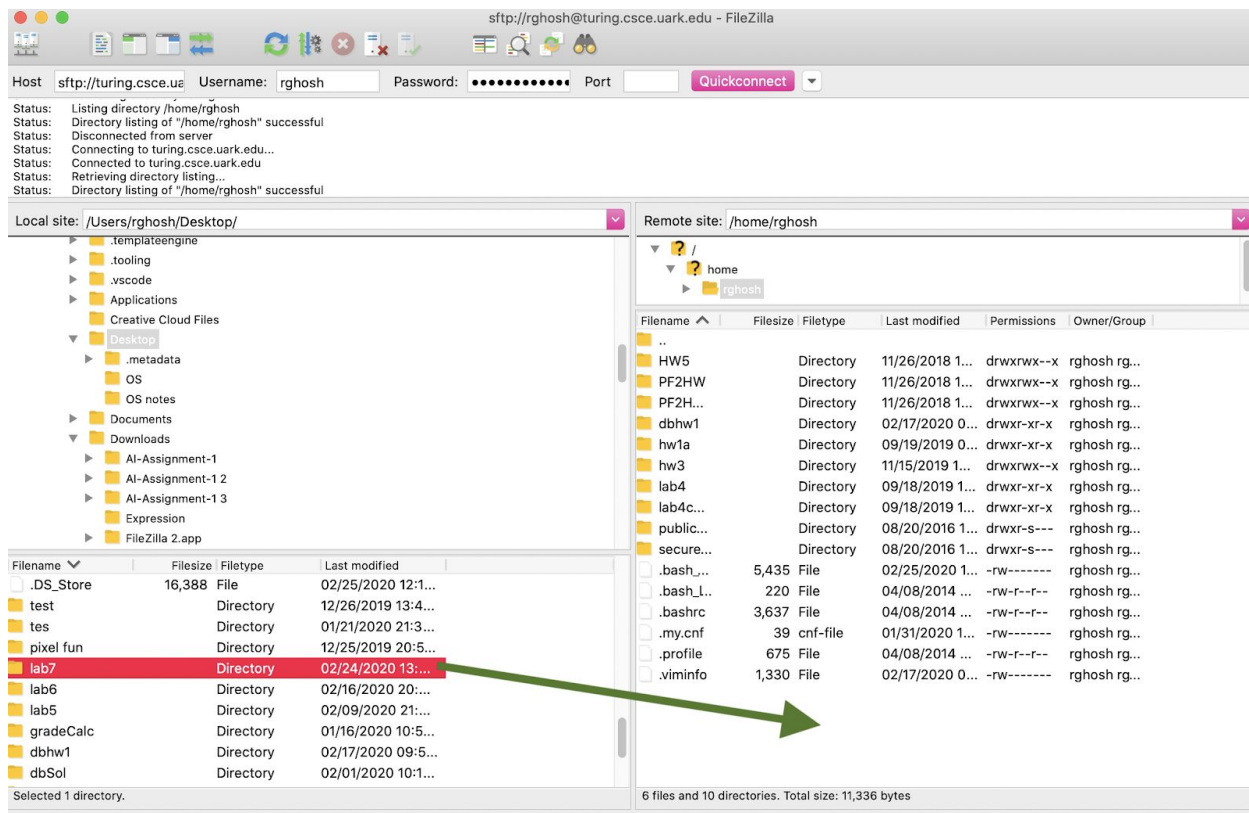 sftp://rghosh@turing.csce.uark.edu - FileZilla
Host sftp://turing.csce.ua Username: rghosh Password: •••••••••••• Port Quickconnect
Status: Listing directory /home/rghosh
Status: Directory listing of "/home/rghosh" successful
Status: Disconnected from server
Status: Connecting to turing.csce.uark.edu...
Status: Connected to turing.csce.uark.edu
Status: Retrieving directory listing...
Status: Directory listing of "/home/rghosh" successful
Local site: /Users/rghosh/Desktop/
.templateengine
.tooling
.vscode
Applications
Creative Cloud Files
Desktop
.metadata
OS
OS notes
Documents
Downloads
AI-Assignment-1
AI-Assignment-1 2
AI-Assignment-1 3
Expression
FileZilla 2.app
Filename Filesize Filetype Last modified
.DS_Store 16,388 File 02/25/2020 12:1...
test Directory 12/26/2019 13:4...
tes Directory 01/21/2020 21:3...
pixel fun Directory 12/25/2019 20:5...
lab7 Directory 02/24/2020 13:...
lab6 Directory 02/16/2020 20:...
lab5 Directory 02/09/2020 21:...
gradeCalc Directory 01/16/2020 10:5...
dbhw1 Directory 02/17/2020 09:5...
dbSol Directory 02/01/2020 10:1...
Selected 1 directory.
Remote site: /home/rghosh
? /
? home
rghosh
Filename Filesize Filetype Last modified Permissions Owner/Group
..
HW5 Directory 11/26/2018 1... drwxrwx--x rghosh rg...
PF2HW Directory 11/26/2018 1... drwxrwx--x rghosh rg...
PF2H... Directory 11/26/2018 1... drwxrwx--x rghosh rg...
dbhw1 Directory 02/17/2020 0... drwxr-xr-x rghosh rg...
hw1a Directory 09/19/2019 0... drwxr-xr-x rghosh rg...
hw3 Directory 11/15/2019 1... drwxrwx--x rghosh rg...
lab4 Directory 09/18/2019 1... drwxr-xr-x rghosh rg...
lab4c... Directory 09/18/2019 1... drwxr-xr-x rghosh rg...
public... Directory 08/20/2016 1... drwxr-s--- rghosh rg...
secure... Directory 08/20/2016 1... drwxr-s--- rghosh rg...
.bash_... 5,435 File 02/25/2020 1... -rw------- rghosh rg...
.bash_l... 220 File 04/08/2014 ... -rw-r--r-- rghosh rg...
.bashrc 3,637 File 04/08/2014 ... -rw-r--r-- rghosh rg...
.my.cnf 39 cnf-file 01/31/2020 1... -rw------- rghosh rg...
.profile 675 File 04/08/2014 ... -rw-r--r-- rghosh rg...
.viminfo 1,330 File 02/17/2020 0... -rw------- rghosh rg...
6 files and 10 directories. Total size: 11,336 bytes